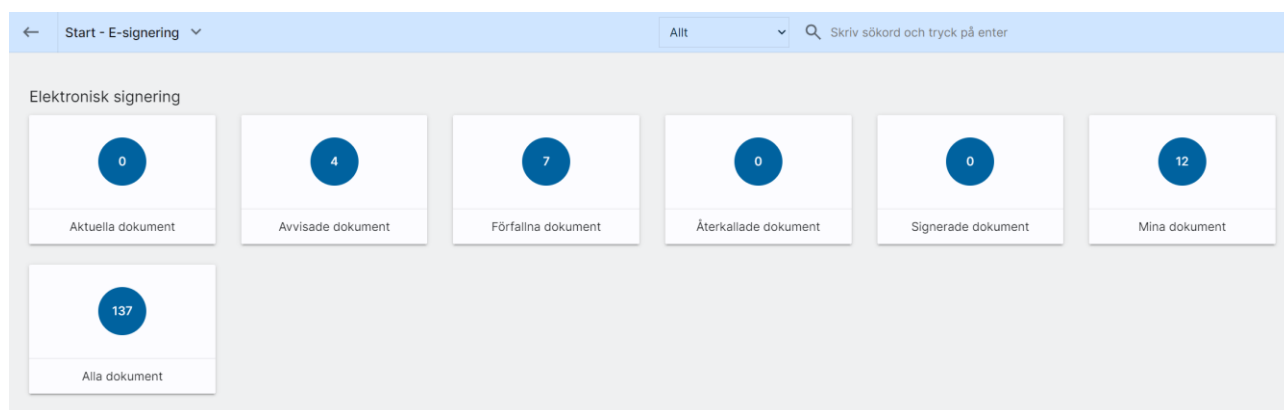 Start - E-signering
Allt
Skriv sökord och tryck på enter
Elektronisk signering
0
Aktuella dokument
4
Avvisade dokument
7
Förfallna dokument
0
Återkallade dokument
0
Signerade dokument
12
Mina dokument
137
Alla dokument